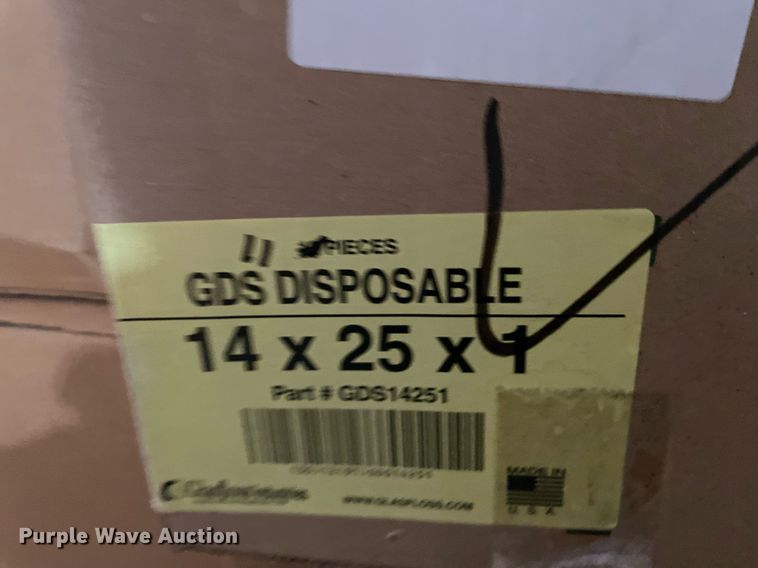 11 PIECES
GDS DISPOSABLE
14 x 25 x 1
Part # GDS14251
MADE IN
U.S.A
WWW.GLASFLOSS.COM
Purple Wave Auction